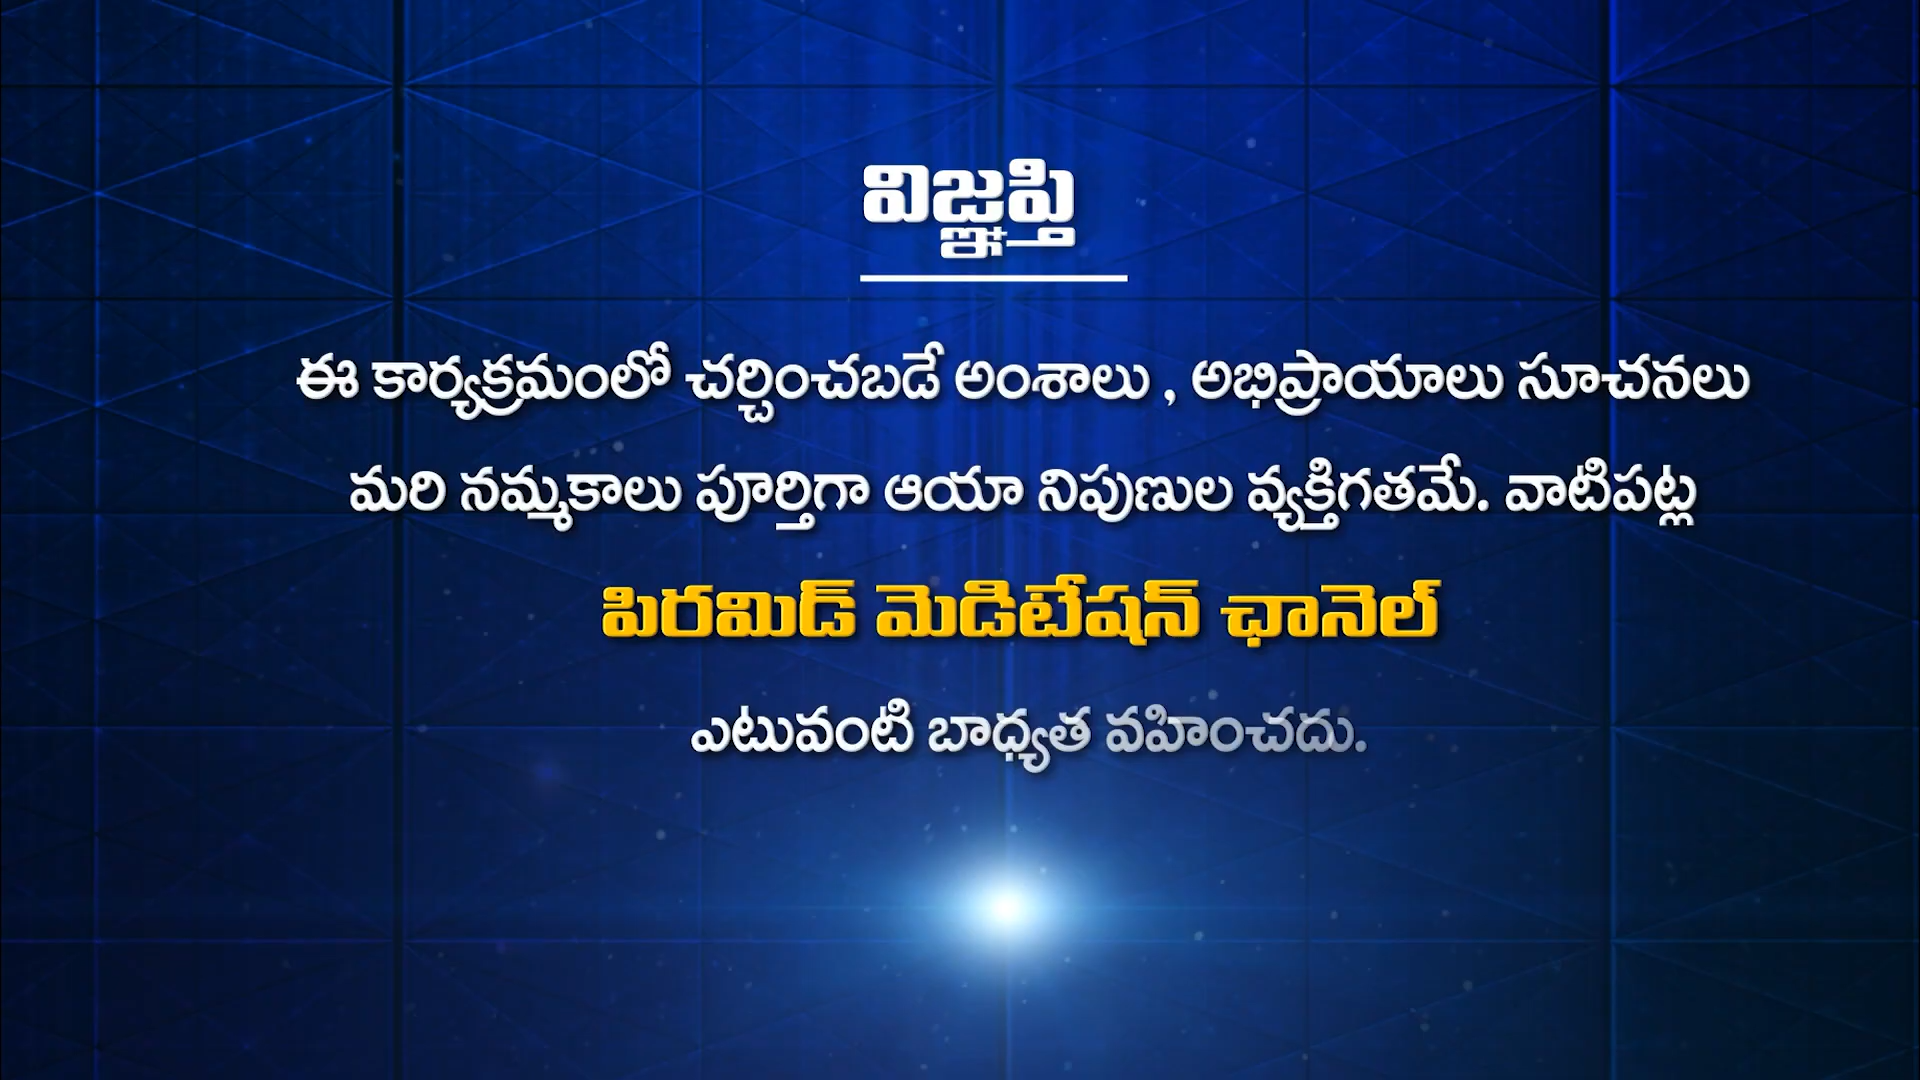 విజ్ఞప్తి
ఈ కార్యక్రమంలో చర్చించబడే అంశాలు , అభిప్రాయాలు సూచనలు
మరి నమ్మకాలు పూర్తిగా ఆయా నిపుణుల వ్యక్తిగతమే. వాటిపట్ల
పిరమిడ్ మెడిటేషన్ ఛానెల్
ఎటువంటి బాధ్యత వహించదు.